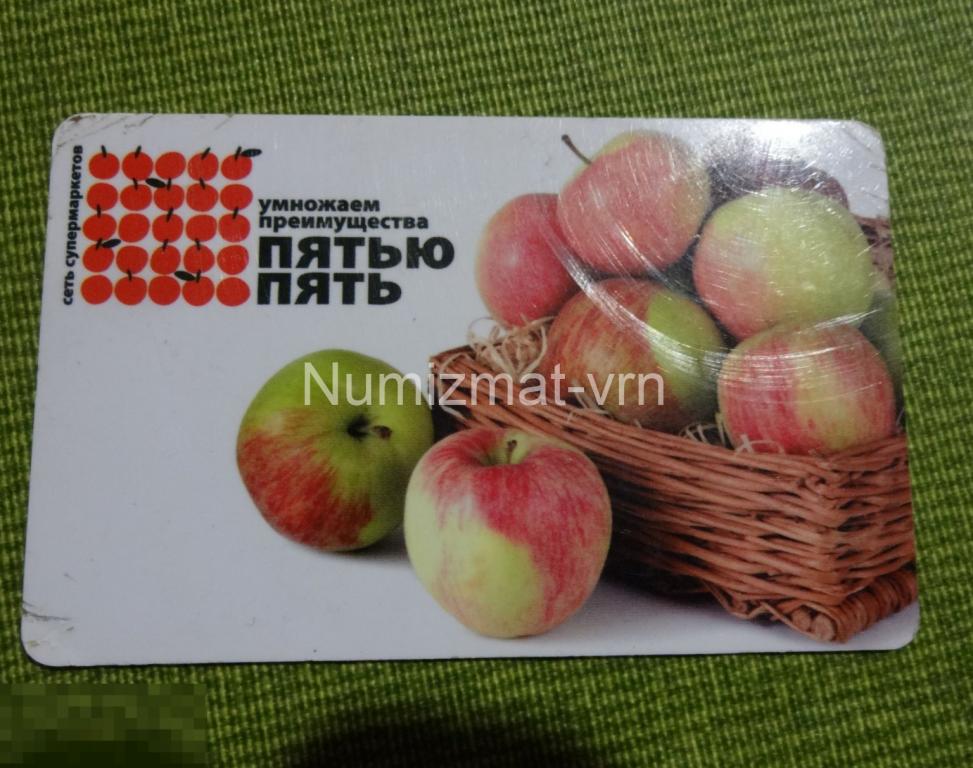 сеть супермаркетов
умножаем
преимущества
ПЯТЬЮ
ПЯТЬ
Numizmat-vrn